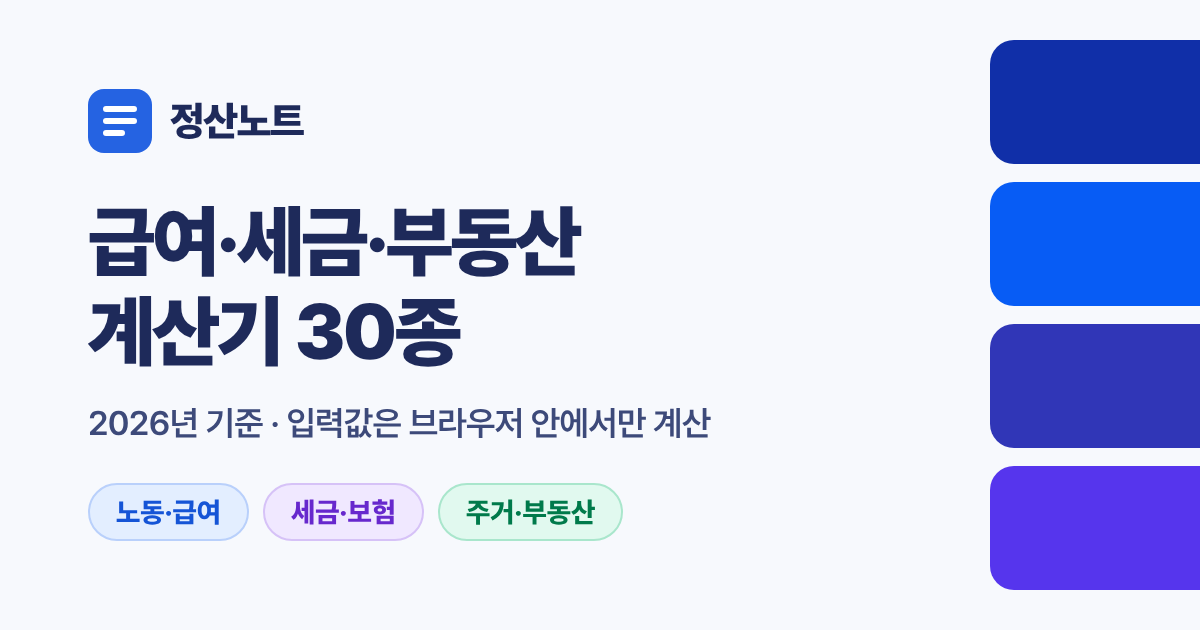 정산노트
급여·세금·부동산
계산기 30종
2026년 기준 · 입력값은 브라우저 안에서만 계산
노동·급여
세금·보험
주거·부동산